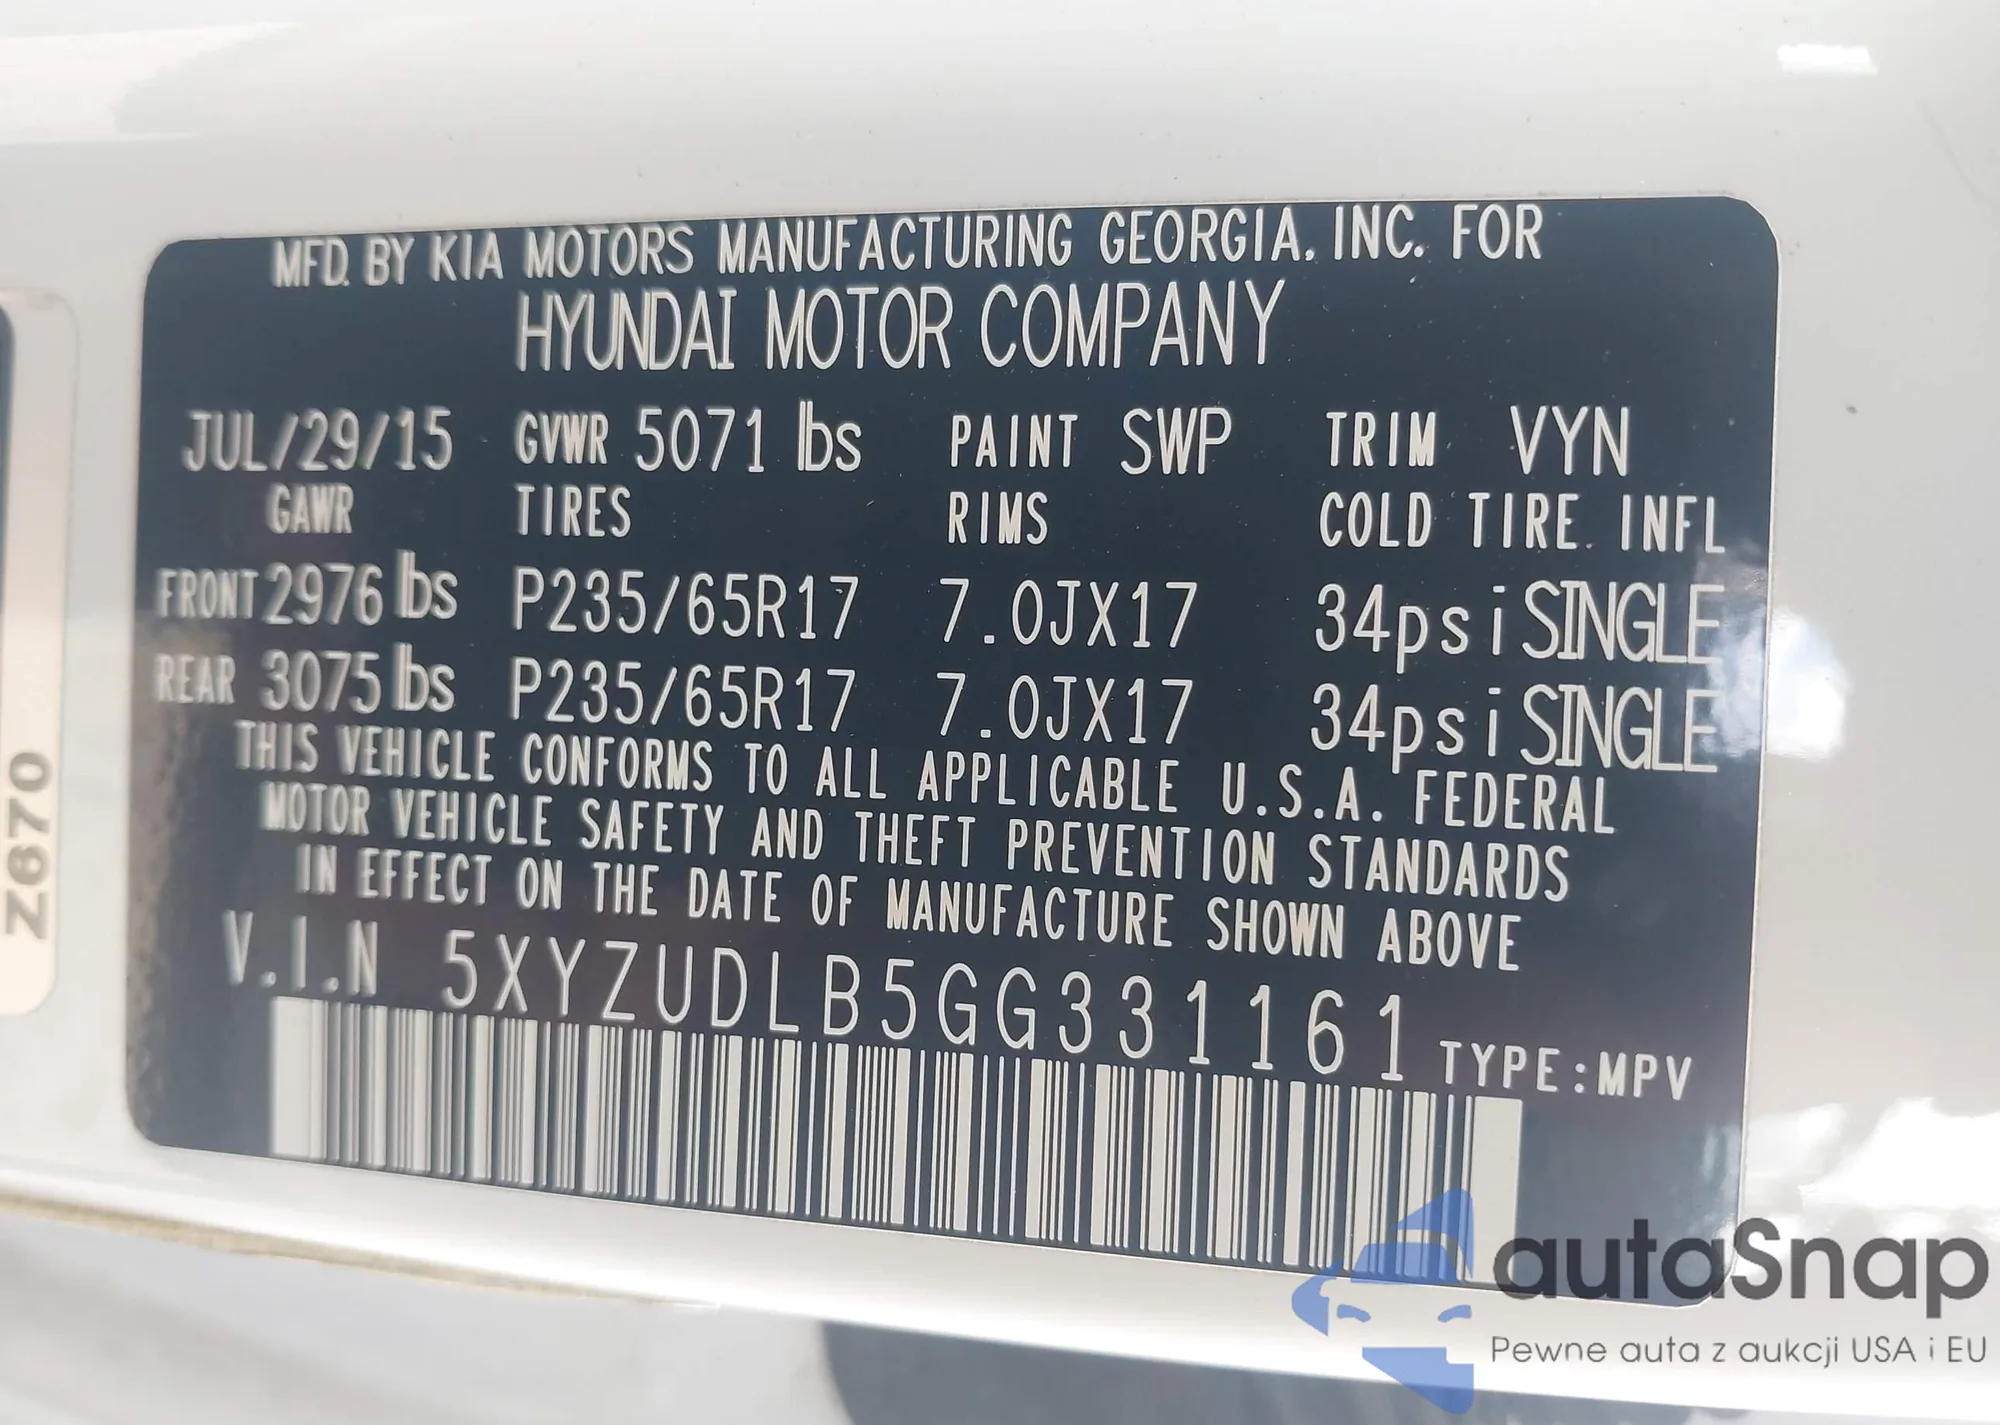 MFD. BY KIA MOTORS MANUFACTURING GEORGIA, INC. FOR
HYUNDAI MOTOR COMPANY
JUL/29/15 GVWR 5071 lbs PAINT SWP TRIM VYN
GAWR TIRES RIMS COLD TIRE INFL
FRONT 2976 lbs P235/65R17 7.0JX17 34psi SINGLE
REAR 3075 lbs P235/65R17 7.0JX17 34psi SINGLE
THIS VEHICLE CONFORMS TO ALL APPLICABLE U.S.A. FEDERAL
MOTOR VEHICLE SAFETY AND THEFT PREVENTION STANDARDS
IN EFFECT ON THE DATE OF MANUFACTURE SHOWN ABOVE
V.I.N 5XYZUDLB5GG331161 TYPE:MPV
Z670
autaSnap
Pewne auta z aukcji USA i EU